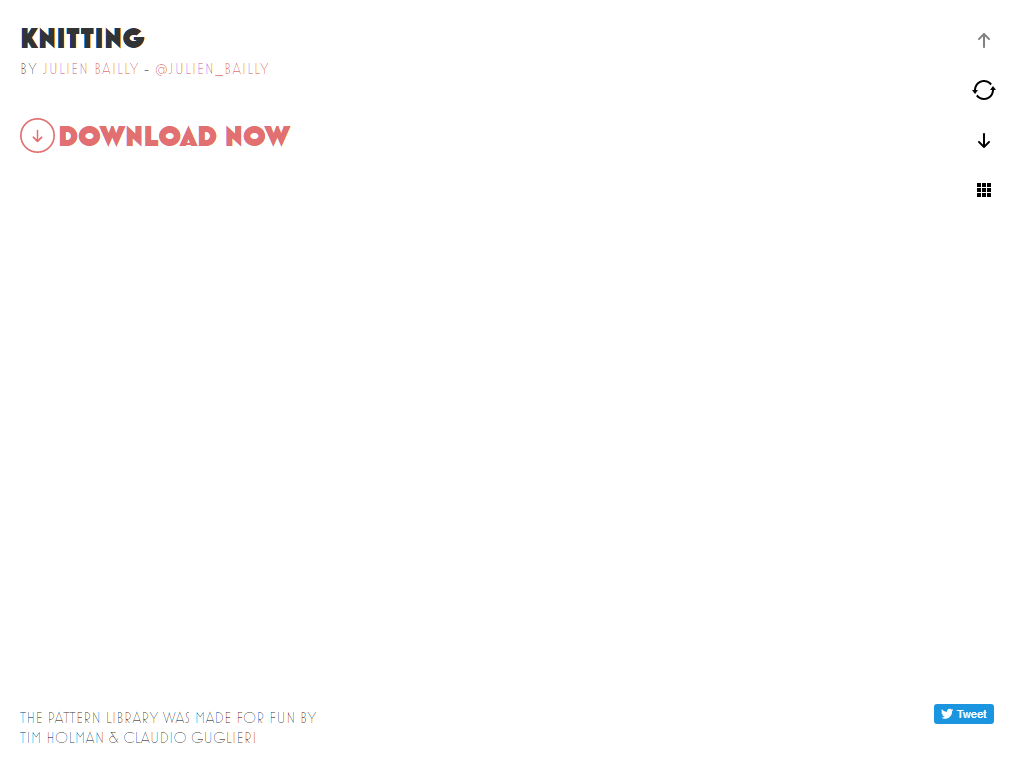 KNITTING
BY JULIEN BAILLY - @JULIEN_BAILLY
DOWNLOAD NOW
THE PATTERN LIBRARY WAS MADE FOR FUN BY
TIM HOLMAN & CLAUDIO GUGLIERI
Tweet